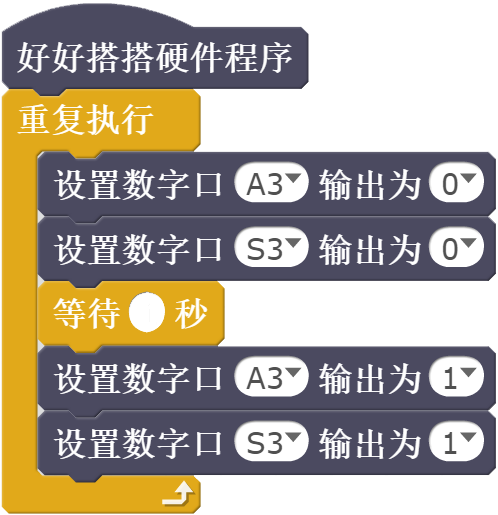 好好搭搭硬件程序
重复执行
设置数字口 A3 输出为 0
设置数字口 S3 输出为 0
等待 秒
设置数字口 A3 输出为 1
设置数字口 S3 输出为 1